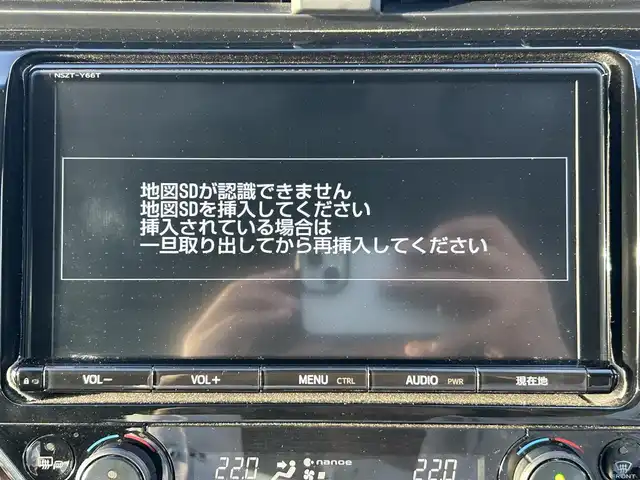 NSZT-Y66T
地図SDが認識できません
地図SDを挿入してください
挿入されている場合は
一旦取り出してから再挿入してください
VOL− VOL+ MENU CTRL AUDIO PWR 現在地
22.0 nanoe 22.0
FRONT